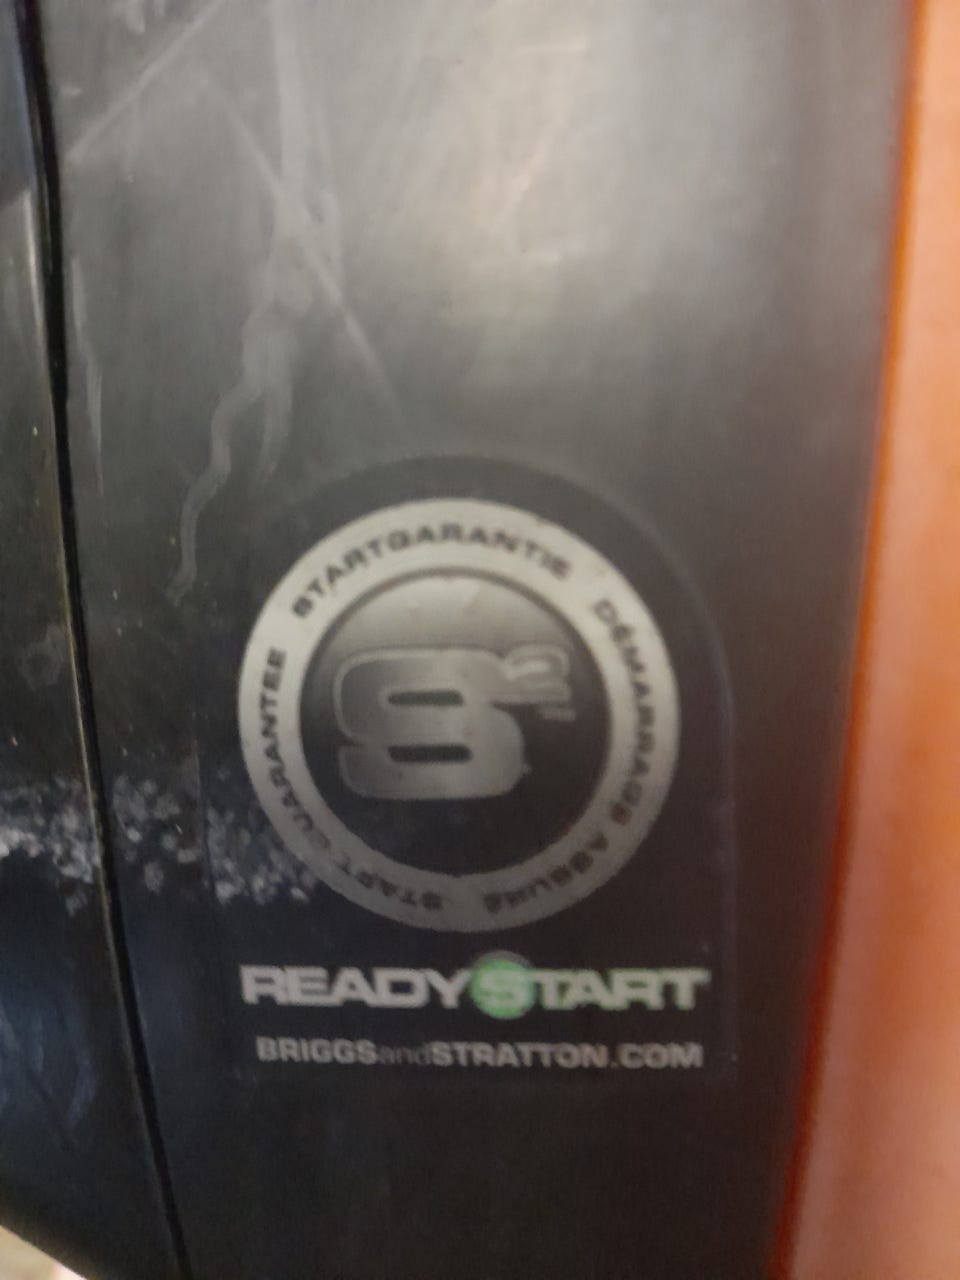 STARTGARANTIE
DÉMARRAGE ASSURÉ
START GUARANTEE
S2
READYSTART
BRIGGSandSTRATTON.COM